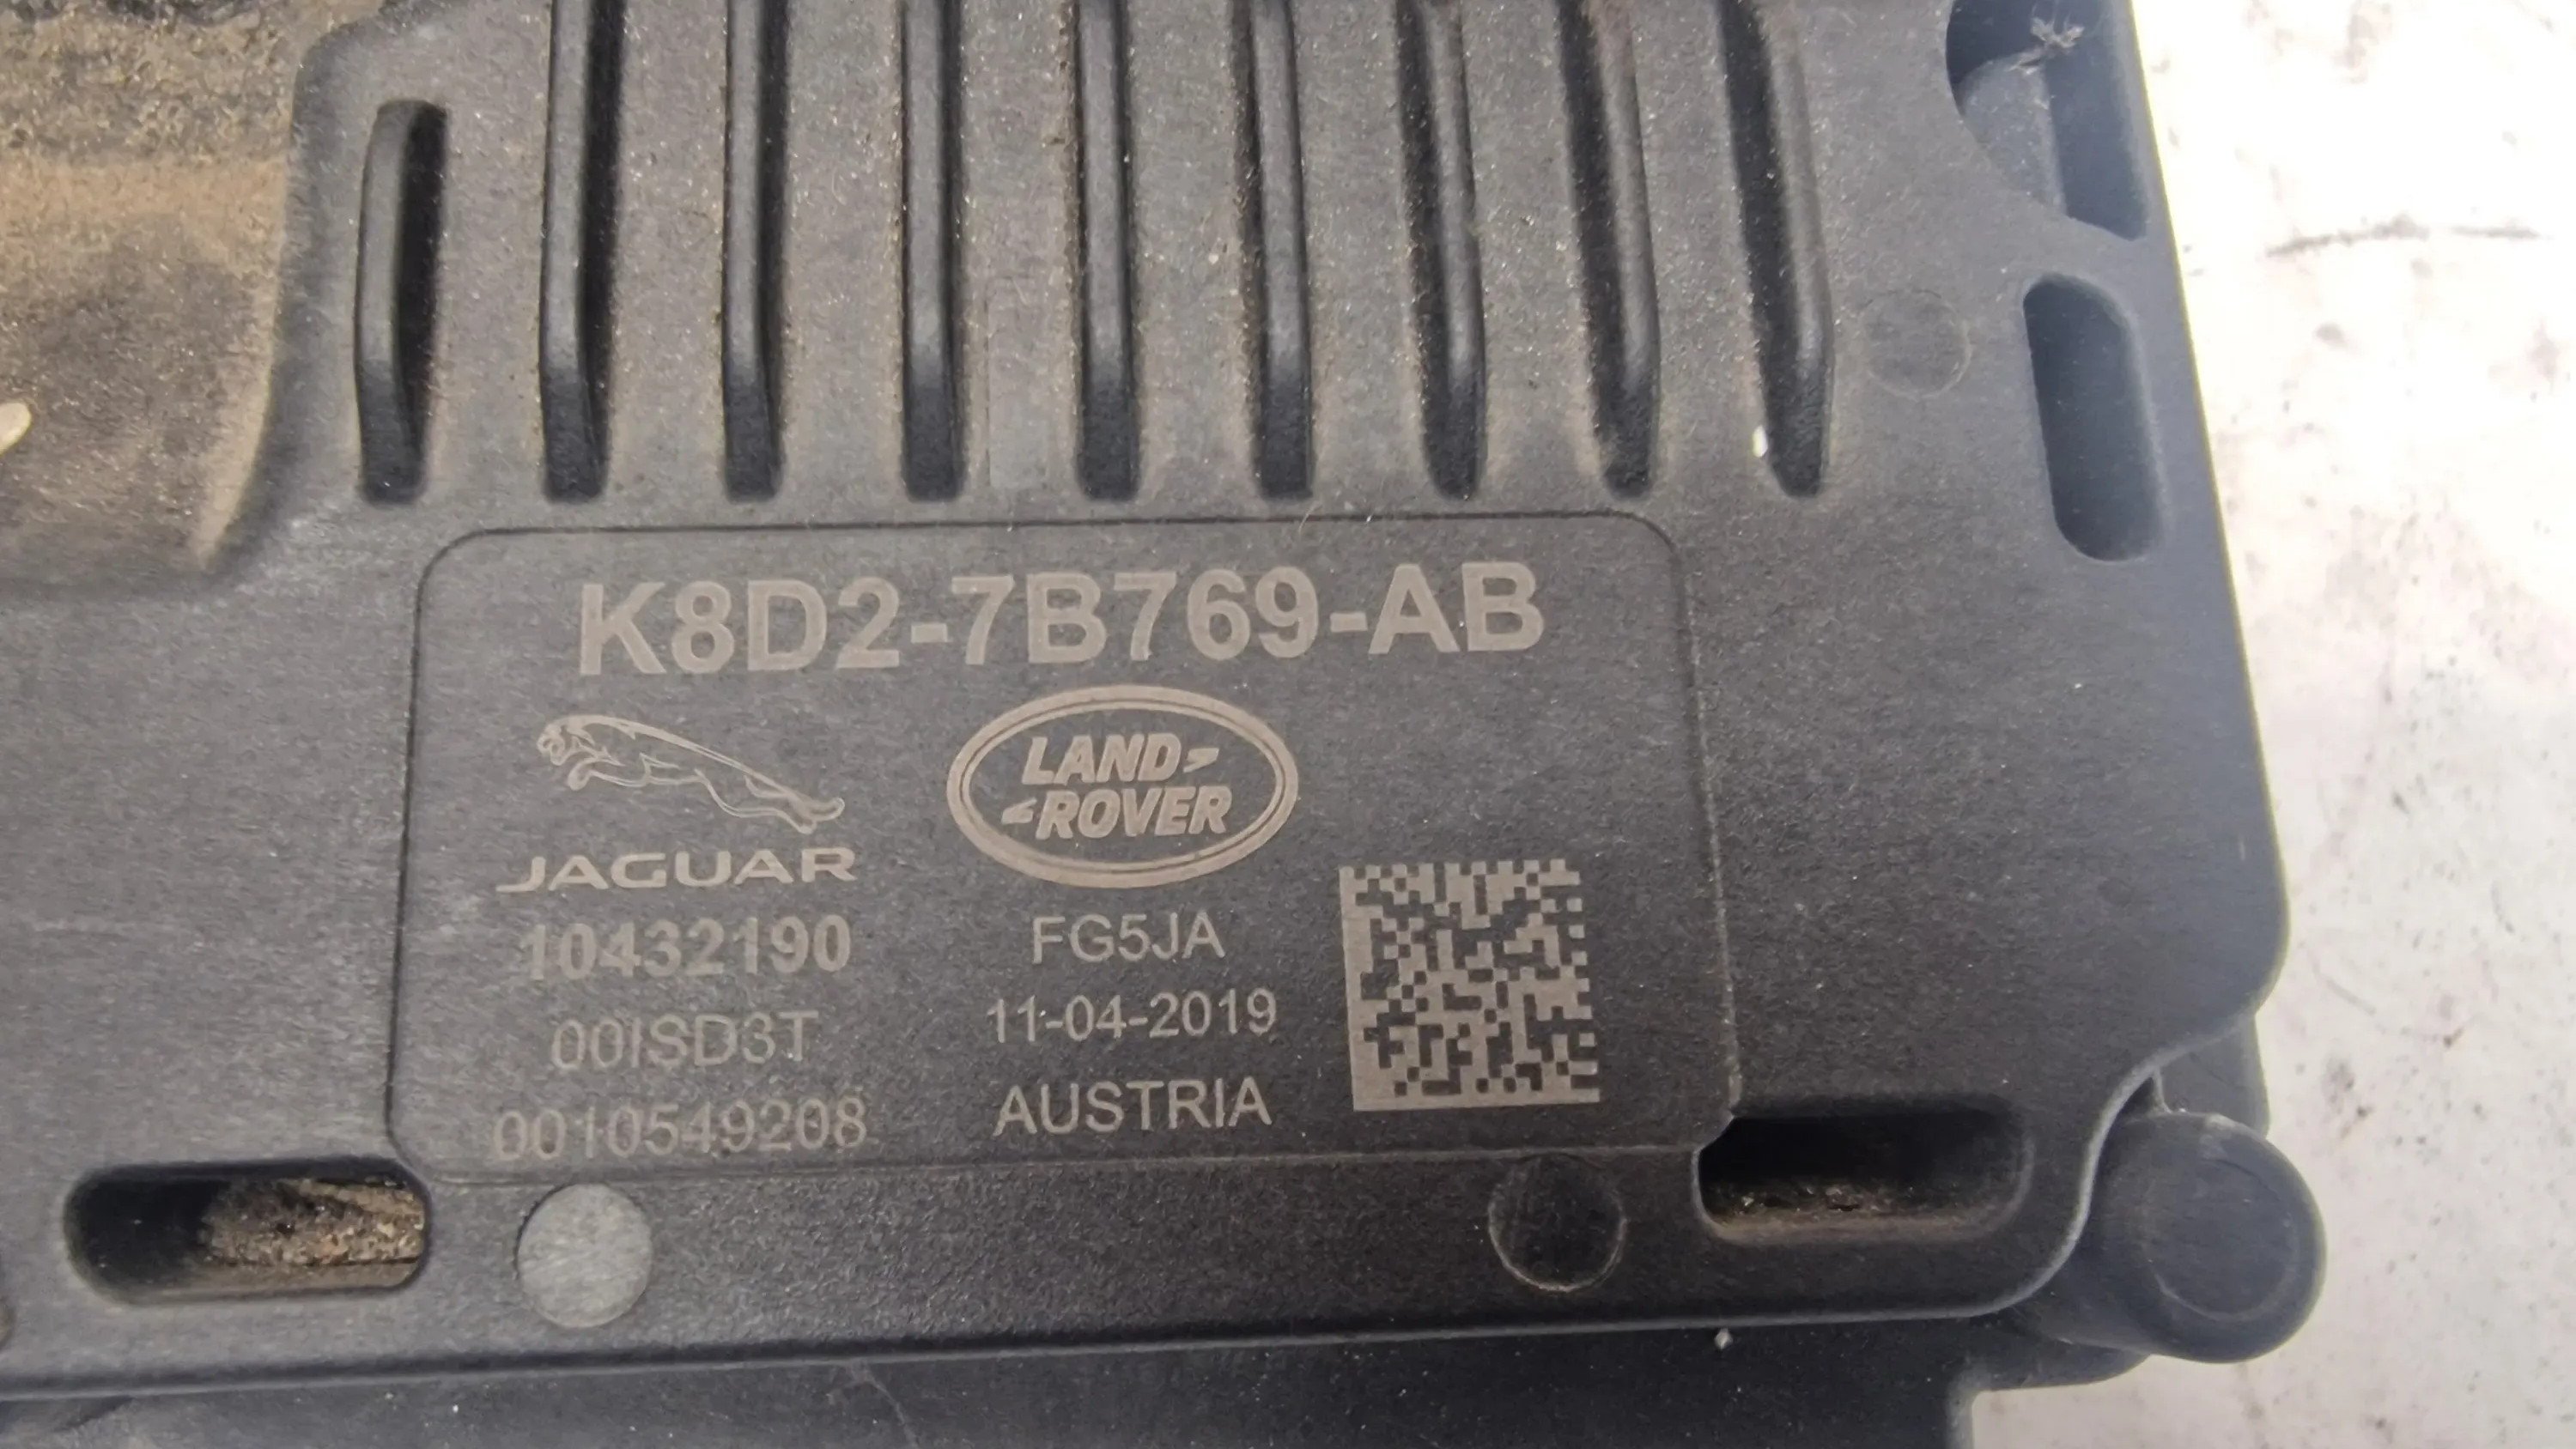 K8D2-7B769-AB
LAND
ROVER
JAGUAR
10432190
FG5JA
00ISD3T
11-04-2019
0010549208
AUSTRIA